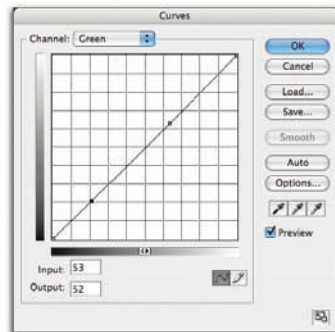 Curves
Channel: Green
OK
Cancel
Load...
Save...
Smooth
Auto
Options...
Preview
Input: 53
Output: 52